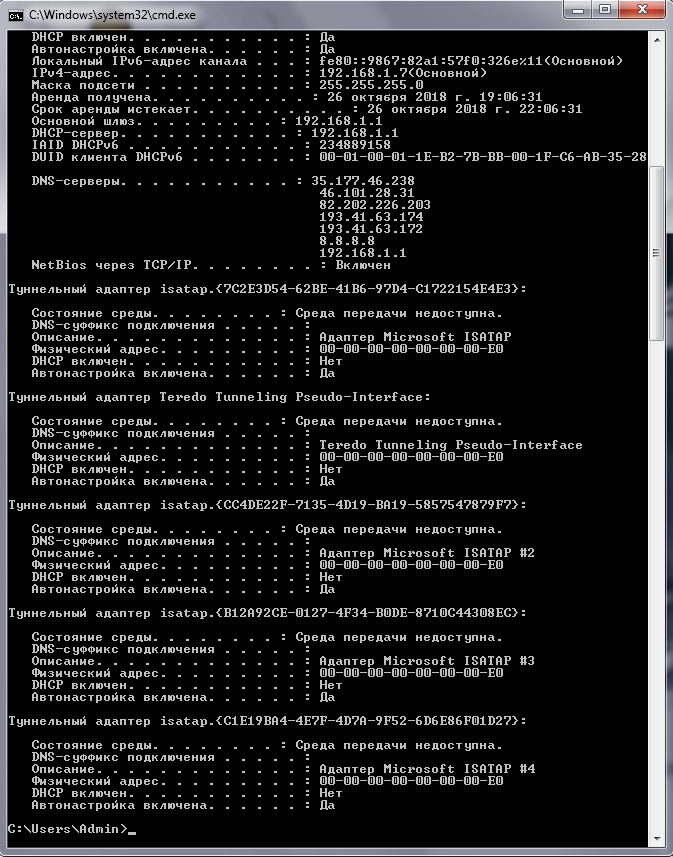 C:\Windows\system32\cmd.exe
DHCP включен. . . . . . . . . . . : Да
Автонастройка включена. . . . . . : Да
Локальный IPv6-адрес канала . . . : fe80::9867:82a1:57f0:326e%11(Основной)
IPv4-адрес. . . . . . . . . . . . : 192.168.1.7(Основной)
Маска подсети . . . . . . . . . . : 255.255.255.0
Аренда получена. . . . . . . . . . : 26 октября 2018 г. 19:06:31
Срок аренды истекает. . . . . . . . . . : 26 октября 2018 г. 22:06:31
Основной шлюз. . . . . . . . . : 192.168.1.1
DHCP-сервер. . . . . . . . . . . : 192.168.1.1
IAID DHCPv6 . . . . . . . . . . . : 234889158
DUID клиента DHCPv6 . . . . . . . : 00-01-00-01-1E-B2-7B-BB-00-1F-C6-AB-35-28
DNS-серверы. . . . . . . . . . . : 35.177.46.238
46.101.28.31
82.202.226.203
193.41.63.174
193.41.63.172
8.8.8.8
192.168.1.1
NetBios через TCP/IP. . . . . . . . : Включен
Туннельный адаптер isatap.{7C2E3D54-62BE-41B6-97D4-C1722154E4E3}:
Состояние среды. . . . . . . . : Среда передачи недоступна.
DNS-суффикс подключения . . . . . :
Описание. . . . . . . . . . . . . : Адаптер Microsoft ISATAP
Физический адрес. . . . . . . . . : 00-00-00-00-00-00-00-E0
DHCP включен. . . . . . . . . . . : Нет
Автонастройка включена. . . . . . : Да
Туннельный адаптер Teredo Tunneling Pseudo-Interface:
Состояние среды. . . . . . . . : Среда передачи недоступна.
DNS-суффикс подключения . . . . . :
Описание. . . . . . . . . . . . . : Teredo Tunneling Pseudo-Interface
Физический адрес. . . . . . . . . : 00-00-00-00-00-00-00-E0
DHCP включен. . . . . . . . . . . : Нет
Автонастройка включена. . . . . . : Да
Туннельный адаптер isatap.{CC4DE22F-7135-4D19-BA19-5857547879F7}:
Состояние среды. . . . . . . . : Среда передачи недоступна.
DNS-суффикс подключения . . . . . :
Описание. . . . . . . . . . . . . : Адаптер Microsoft ISATAP #2
Физический адрес. . . . . . . . . : 00-00-00-00-00-00-00-E0
DHCP включен. . . . . . . . . . . : Нет
Автонастройка включена. . . . . . : Да
Туннельный адаптер isatap.{B12A92CE-0127-4F34-B0DE-8710C44308EC}:
Состояние среды. . . . . . . . : Среда передачи недоступна.
DNS-суффикс подключения . . . . . :
Описание. . . . . . . . . . . . . : Адаптер Microsoft ISATAP #3
Физический адрес. . . . . . . . . : 00-00-00-00-00-00-00-E0
DHCP включен. . . . . . . . . . . : Нет
Автонастройка включена. . . . . . : Да
Туннельный адаптер isatap.{C1E19BA4-4E7F-4D7A-9F52-6D6E86F01D27}:
Состояние среды. . . . . . . . : Среда передачи недоступна.
DNS-суффикс подключения . . . . . :
Описание. . . . . . . . . . . . . : Адаптер Microsoft ISATAP #4
Физический адрес. . . . . . . . . : 00-00-00-00-00-00-00-E0
DHCP включен. . . . . . . . . . . : Нет
Автонастройка включена. . . . . . : Да
C:\Users\Admin>_